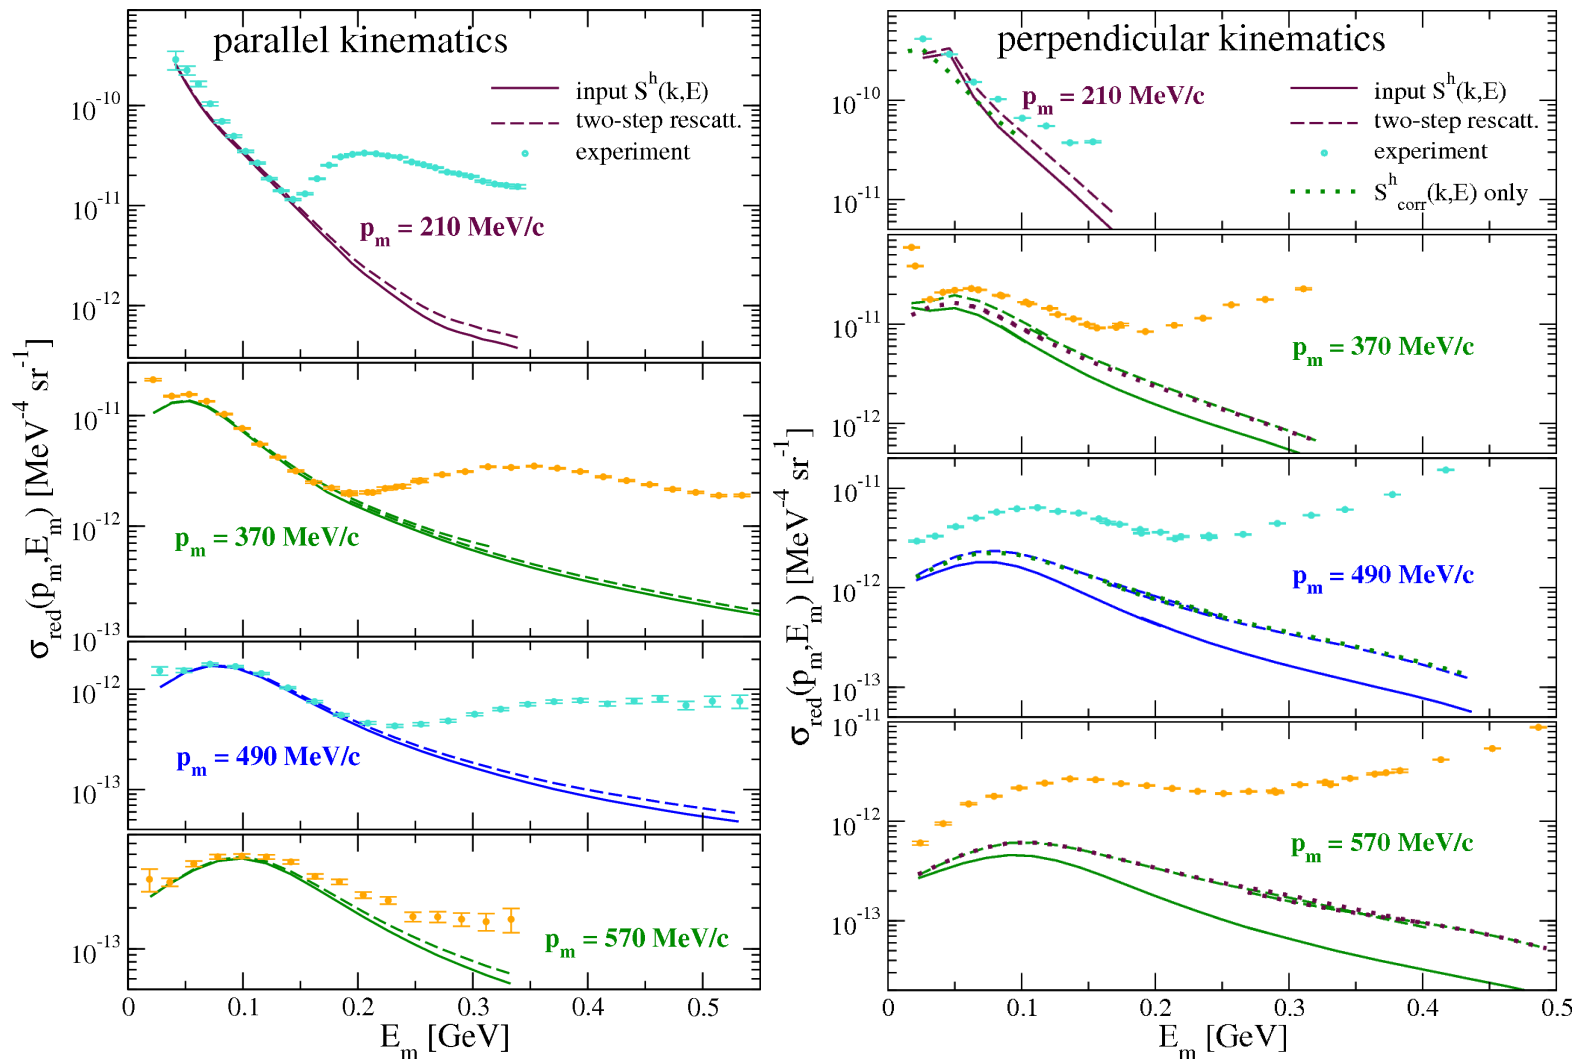 parallel kinematics
input S^h(k,E)
two-step rescatt.
experiment
p_m = 210 MeV/c
10^-10
10^-11
10^-12
p_m = 370 MeV/c
10^-11
10^-12
10^-13
p_m = 490 MeV/c
10^-12
10^-13
p_m = 570 MeV/c
10^-13
0 0.1 0.2 0.3 0.4 0.5
E_m [GeV]
σ_red(p_m,E_m) [MeV^-4 sr^-1]
perpendicular kinematics
p_m = 210 MeV/c
input S^h(k,E)
two-step rescatt.
experiment
S^h_corr(k,E) only
10^-10
10^-11
p_m = 370 MeV/c
10^-11
10^-12
p_m = 490 MeV/c
10^-11
10^-12
10^-13
p_m = 570 MeV/c
10^-11
10^-12
10^-13
0 0.1 0.2 0.3 0.4 0.5
E_m [GeV]
σ_red(p_m,E_m) [MeV^-4 sr^-1]